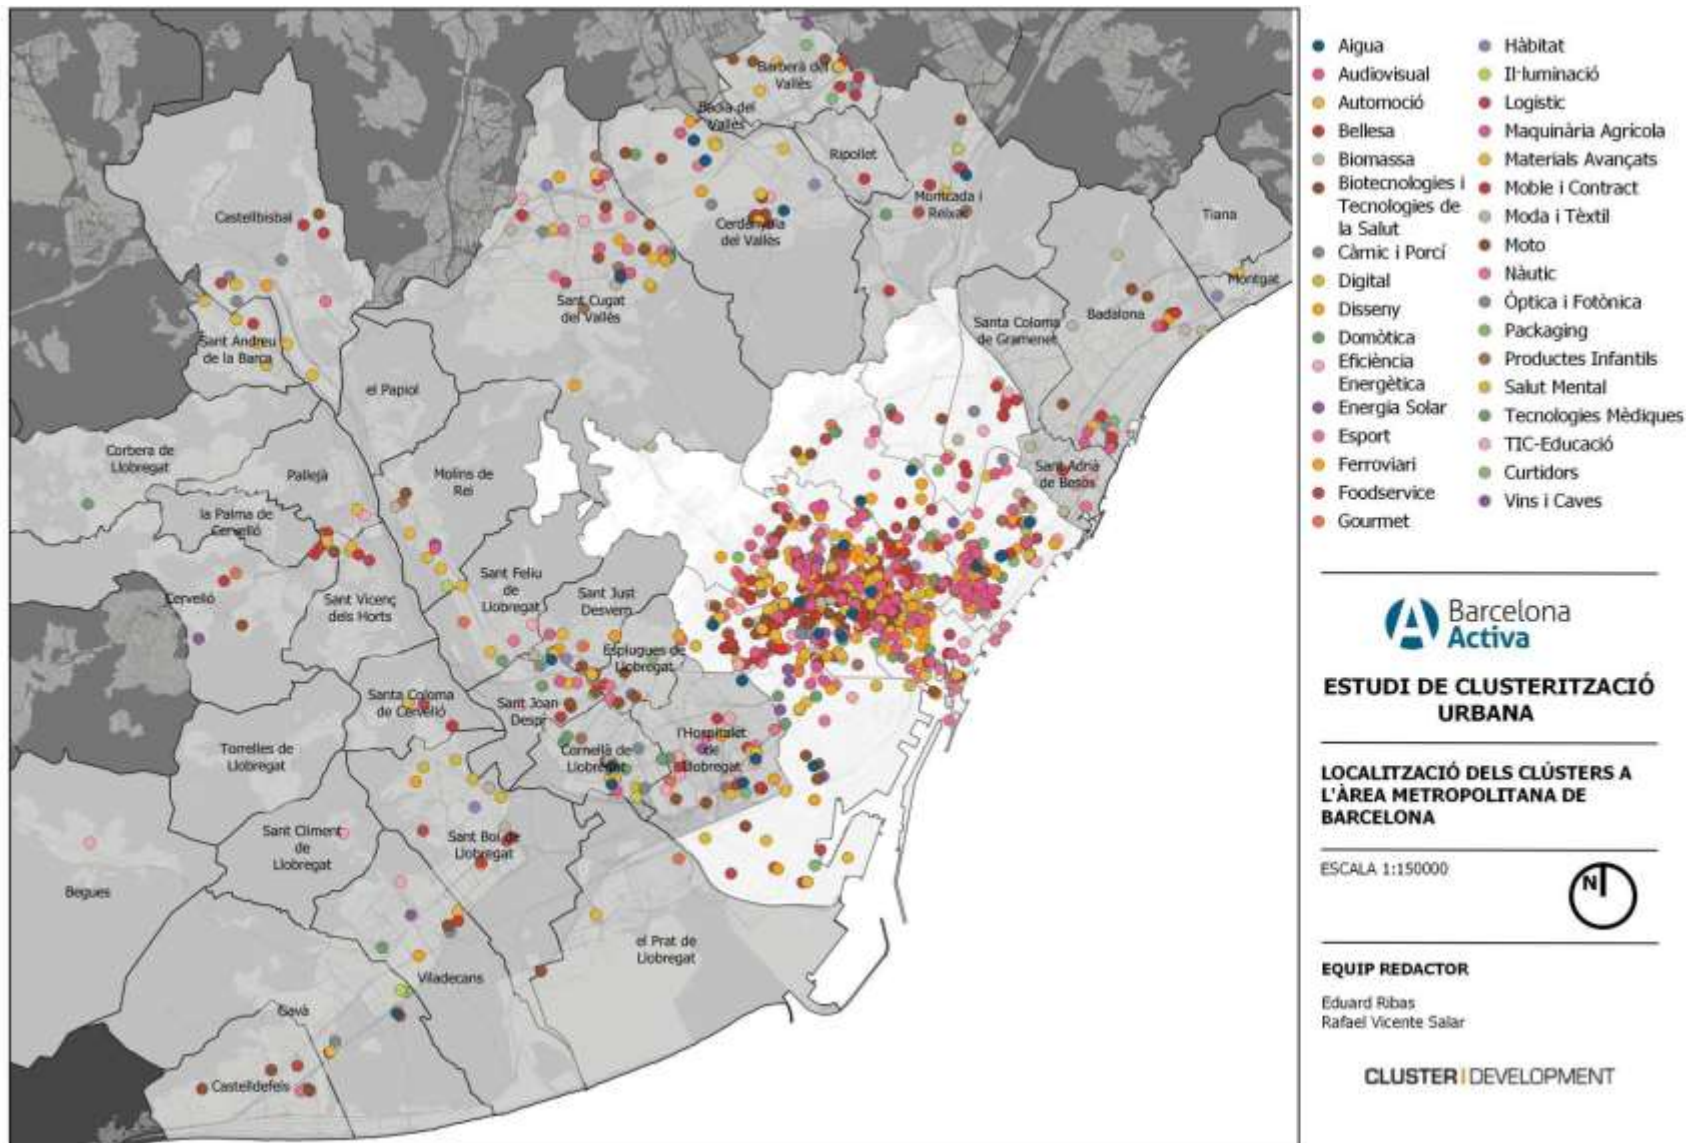 Barberà del
Vallès
Badia del
Vallès
Ripollet
Montcada i
Reixac
Tiana
Montgat
Castellbisbal
Cerdanyola
del Vallès
Sant Cugat
del Vallès
Santa Coloma
de Gramenet
Badalona
Sant Andreu
de la Barca
el Papiol
Corbera de
Llobregat
Pallejà
Molins de
Rei
Sant Adrià
de Besòs
la Palma de
Cervelló
Cervelló
Sant Vicenç
dels Horts
Sant Feliu
de
Llobregat
Sant Just
Desvern
Esplugues de
Llobregat
Santa Coloma
de Cervelló
Sant Joan
Despí
Cornellà de
Llobregat
l'Hospitalet
de
Llobregat
Torrelles de
Llobregat
Sant Climent
de
Llobregat
Sant Boi de
Llobregat
Begues
el Prat de
Llobregat
Viladecans
Gavà
Castelldefels
Aigua
Audiovisual
Automoció
Bellesa
Biomassa
Biotecnologies i
Tecnologies de
la Salut
Càrnic i Porcí
Digital
Disseny
Domòtica
Eficiència
Energètica
Energia Solar
Esport
Ferroviari
Foodservice
Gourmet
Hàbitat
Il·luminació
Logístic
Maquinària Agrícola
Materials Avançats
Moble i Contract
Moda i Tèxtil
Moto
Nàutic
Òptica i Fotònica
Packaging
Productes Infantils
Salut Mental
Tecnologies Mèdiques
TIC-Educació
Curtidors
Vins i Caves
Barcelona
Activa
ESTUDI DE CLUSTERITZACIÓ
URBANA
LOCALITZACIÓ DELS CLÚSTERS A
L'ÀREA METROPOLITANA DE
BARCELONA
ESCALA 1:150000
N
EQUIP REDACTOR
Eduard Ribas
Rafael Vicente Salar
CLUSTER DEVELOPMENT